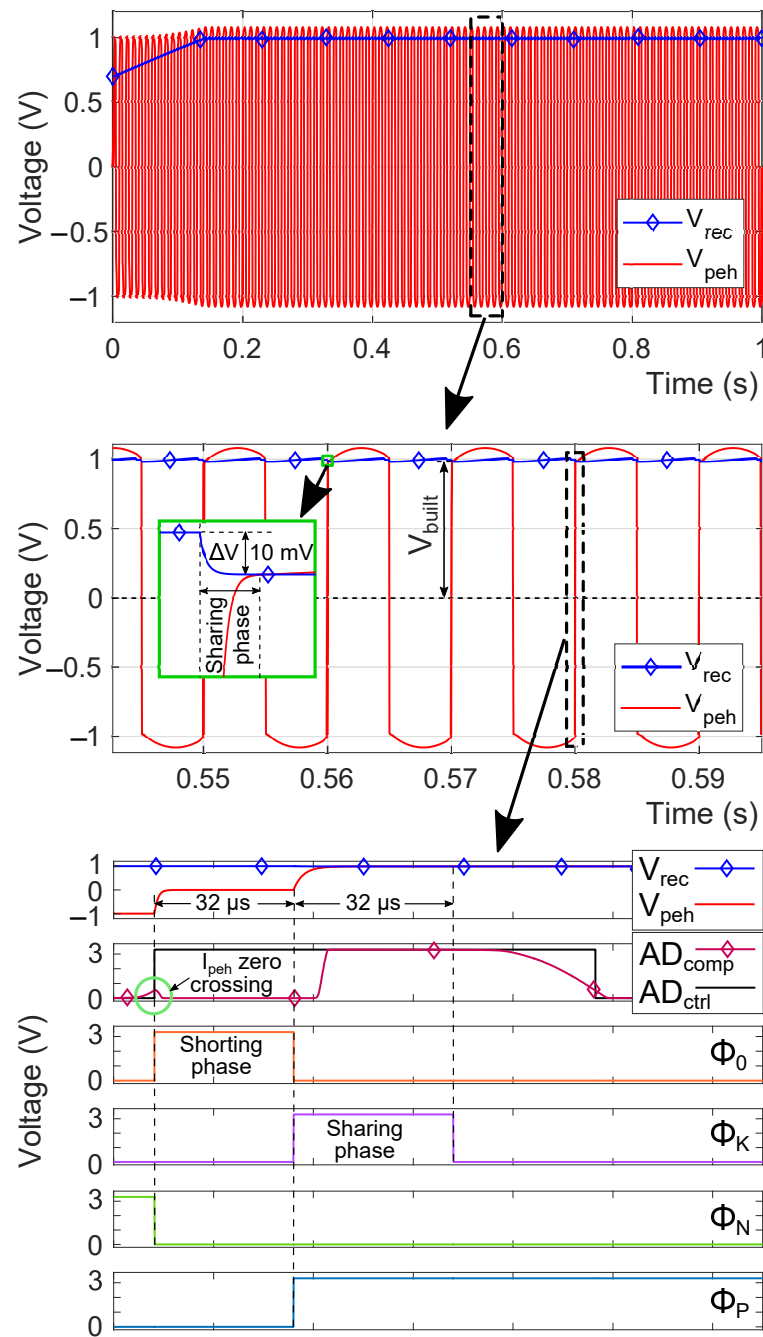 Voltage (V)
1
0.5
0
−0.5
−1
V_rec
V_peh
0
0.2
0.4
0.6
0.8
1
Time (s)
Voltage (V)
1
0.5
0
−0.5
−1
ΔV
10 mV
Sharing
phase
V_built
V_rec
V_peh
0.55
0.56
0.57
0.58
0.59
Time (s)
Voltage (V)
1
0
−1
32 µs
32 µs
V_rec
V_peh
3
0
I_peh zero
crossing
AD_comp
AD_ctrl
3
0
Shorting
phase
Φ_0
3
0
Sharing
phase
Φ_K
3
0
Φ_N
3
0
Φ_P